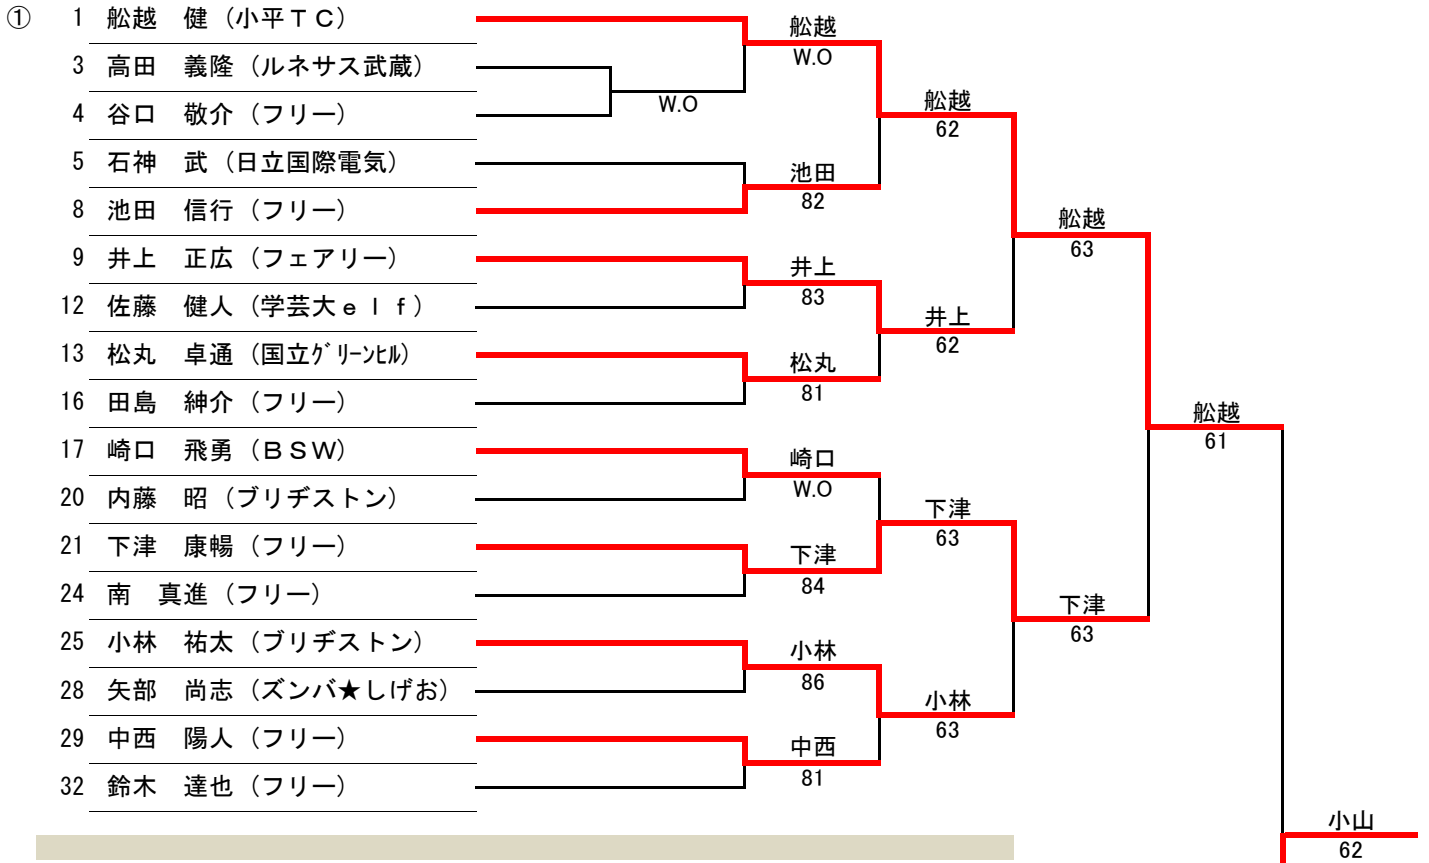 ① 1 舩越　健（小平ＴＣ）
3 高田　義隆（ルネサス武蔵）
4 谷口　敬介（フリー）
5 石神　武（日立国際電気）
8 池田　信行（フリー）
9 井上　正広（フェアリー）
12 佐藤　健人（学芸大ｅｌｆ）
13 松丸　卓通（国立ｸﾞﾘｰﾝﾋﾙ）
16 田島　紳介（フリー）
17 崎口　飛勇（ＢＳＷ）
20 内藤　昭（ブリヂストン）
21 下津　康暢（フリー）
24 南　真進（フリー）
25 小林　祐太（ブリヂストン）
28 矢部　尚志（ズンバ★しげお）
29 中西　陽人（フリー）
32 鈴木　達也（フリー）
W.O
舩越
W.O
池田
82
井上
83
松丸
81
崎口
W.O
下津
84
小林
86
中西
81
舩越
62
井上
62
下津
63
小林
63
舩越
63
下津
63
舩越
61
小山
62